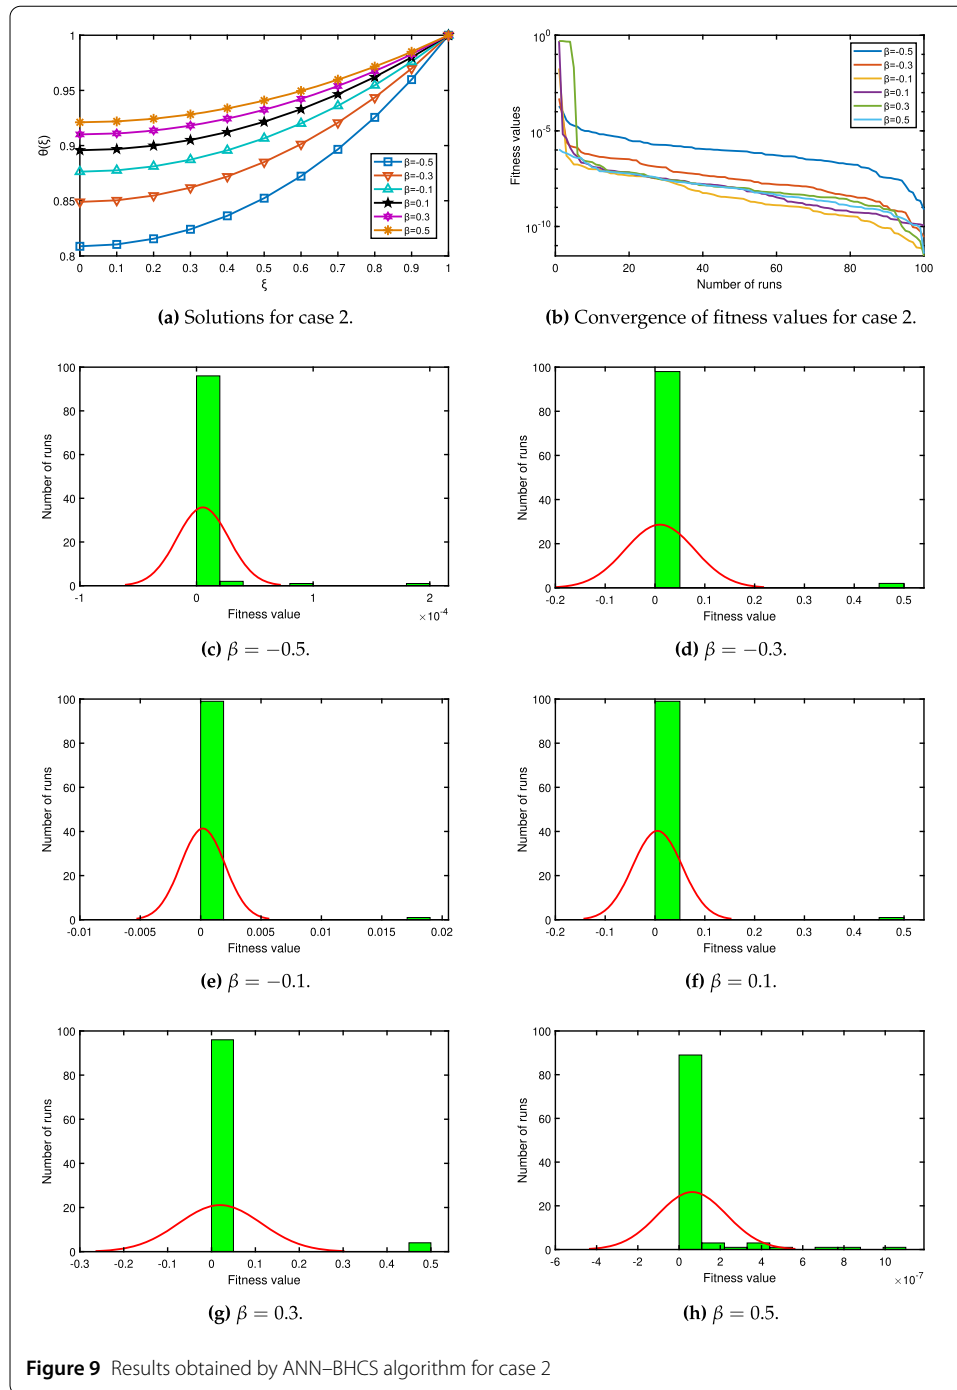 1
0.95
0.9
0.85
0.8
θ(ξ)
β=-0.5
β=-0.3
β=-0.1
β=0.1
β=0.3
β=0.5
0 0.1 0.2 0.3 0.4 0.5 0.6 0.7 0.8 0.9 1
ξ
(a) Solutions for case 2.
10^0
10^-5
10^-10
Fitness values
β=-0.5
β=-0.3
β=-0.1
β=0.1
β=0.3
β=0.5
0 20 40 60 80 100
Number of runs
(b) Convergence of fitness values for case 2.
100
80
60
40
20
0
Number of runs
-1 0 1 2
Fitness value
×10^-4
(c) β = −0.5.
100
80
60
40
20
0
Number of runs
-0.2 -0.1 0 0.1 0.2 0.3 0.4 0.5
Fitness value
(d) β = −0.3.
100
80
60
40
20
0
Number of runs
-0.01 -0.005 0 0.005 0.01 0.015 0.02
Fitness value
(e) β = −0.1.
100
80
60
40
20
0
Number of runs
-0.2 -0.1 0 0.1 0.2 0.3 0.4 0.5
Fitness value
(f) β = 0.1.
100
80
60
40
20
0
Number of runs
-0.3 -0.2 -0.1 0 0.1 0.2 0.3 0.4 0.5
Fitness value
(g) β = 0.3.
100
80
60
40
20
0
Number of runs
-6 -4 -2 0 2 4 6 8 10
Fitness value
×10^-7
(h) β = 0.5.
Figure 9 Results obtained by ANN–BHCS algorithm for case 2